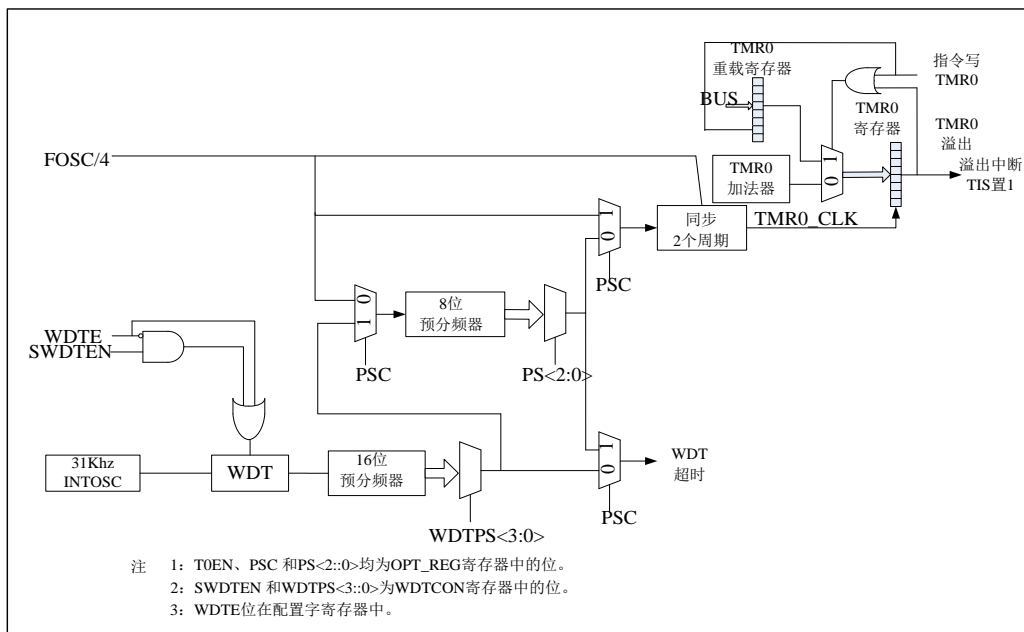 TMR0
重载寄存器
BUS
指令写
TMR0
TMR0
寄存器
TMR0
溢出
溢出中断
TIS置1
FOSC/4
TMR0
加法器
0 1
0 1
同步
2个周期
TMR0_CLK
PSC
1 0
8位
预分频器
PSC
PS<2:0>
WDTE
SWDTEN
31Khz
INTOSC
WDT
16位
预分频器
WDTPS<3:0>
0 1
PSC
WDT
超时
注 1：T0EN、PSC 和PS<2::0>均为OPT_REG寄存器中的位。
2：SWDTEN 和WDTPS<3::0>为WDTCON寄存器中的位。
3：WDTE位在配置字寄存器中。